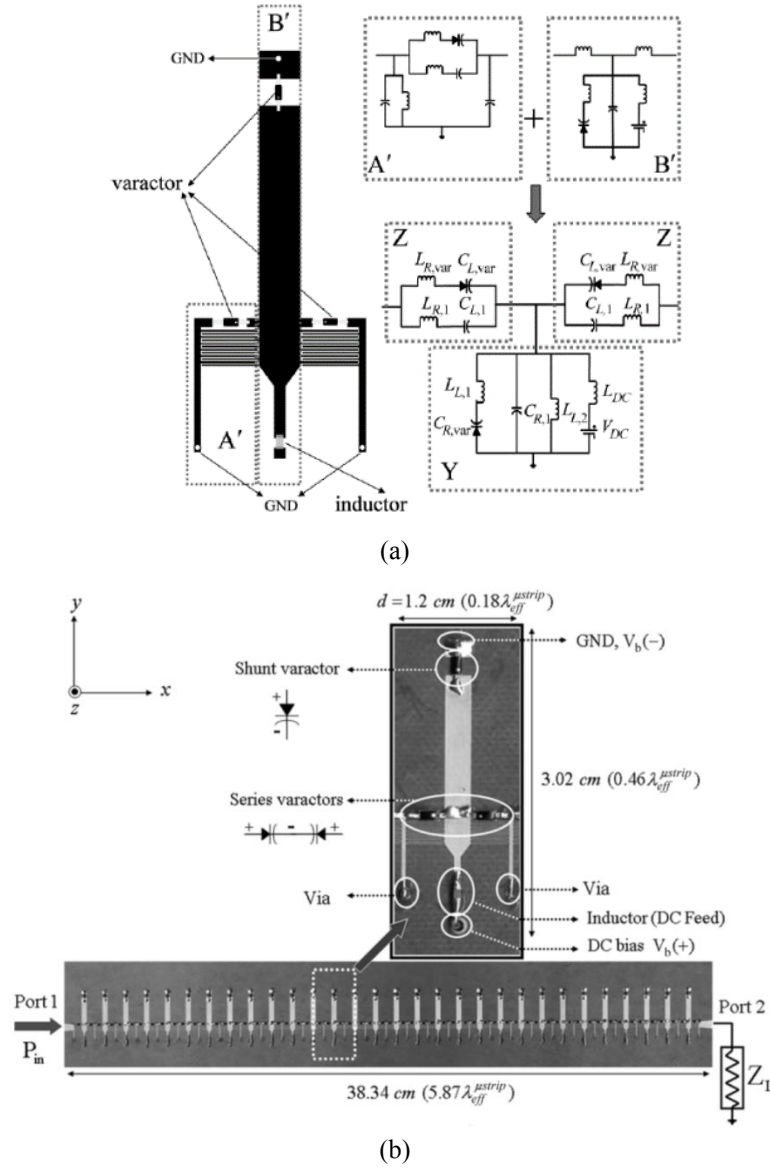 B′
GND
varactor
A′
GND
inductor
A′
+
B′
Z
L_{R,var}
C_{L,var}
L_{R,1}
C_{L,1}
Z
C_{L,var}
L_{R,var}
C_{L,1}
L_{R,1}
L_{L,1}
C_{R,var}
C_{R,1}
L_{L,2}
L_{DC}
V_{DC}
Y
(a)
y
z
x
d =1.2 cm (0.18λ_{eff}^{μstrip})
GND, V_b(−)
Shunt varactor
+
-
3.02 cm (0.46λ_{eff}^{μstrip})
Series varactors
+ - +
Via
Via
Inductor (DC Feed)
DC bias V_b(+)
Port 1
P_{in}
Port 2
38.34 cm (5.87λ_{eff}^{μstrip})
(b)